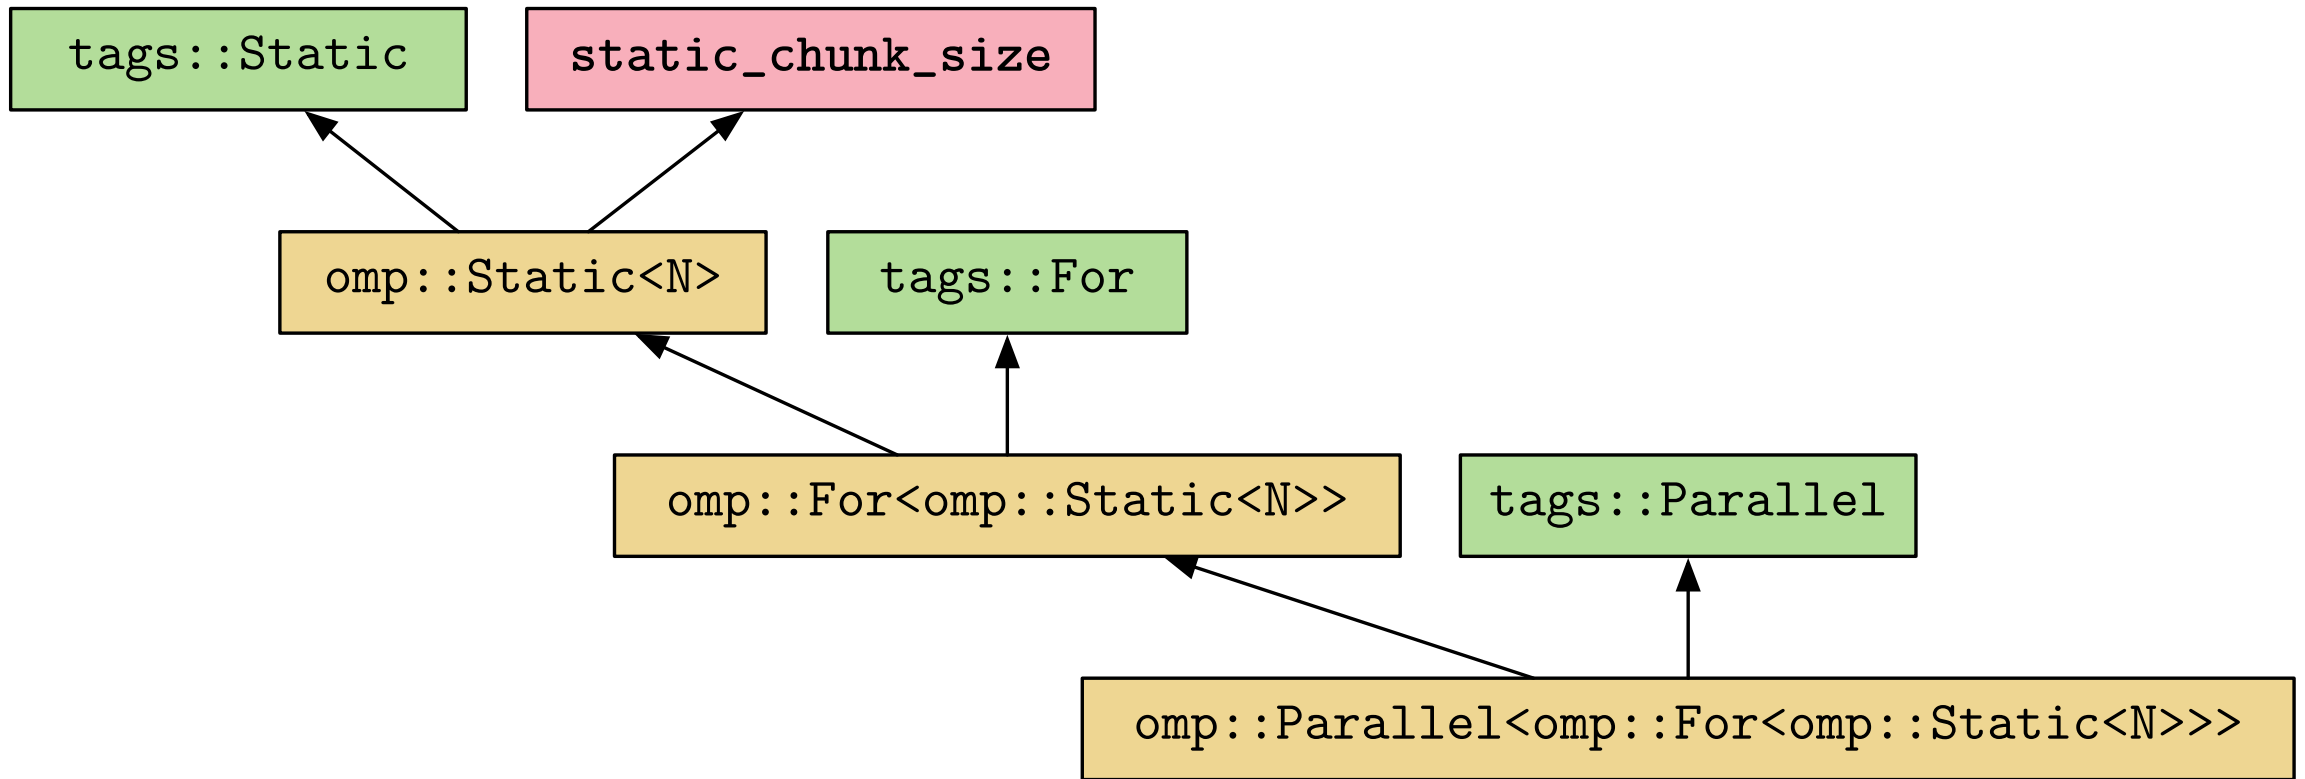 tags::Static
static_chunk_size
omp::Static<N>
tags::For
omp::For<omp::Static<N>>
tags::Parallel
omp::Parallel<omp::For<omp::Static<N>>>